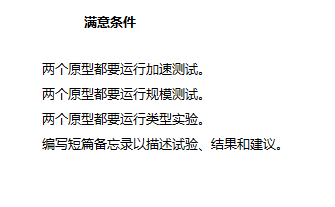 满意条件
两个原型都要运行加速测试。
两个原型都要运行规模测试。
两个原型都要运行类型实验。
编写短篇备忘录以描述试验、结果和建议。